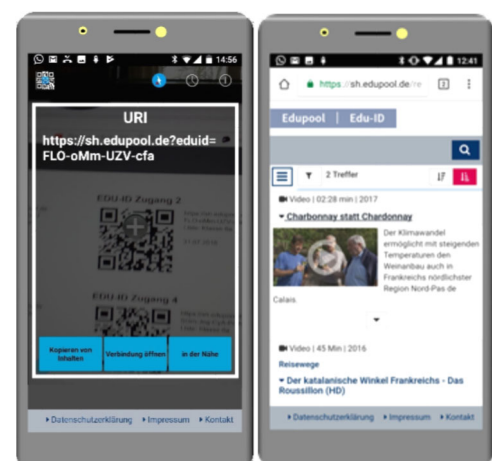 14:56
URI
https://sh.edupool.de?eduid=
FLO-oMm-UZV-cfa
EDU-ID Zugang 2
EDU-ID Zugang 4
Kopieren von
Inhalten
Verbindung öffnen
in der Nähe
Datenschutzerklärung Impressum Kontakt
12:41
https://sh.edupool.de/re
2
Edupool | Edu-ID
2 Treffer
Video | 02:28 min | 2017
Charbonnay statt Chardonnay
Der Klimawandel
ermöglicht mit steigenden
Temperaturen den
Weinanbau auch in
Frankreichs nördlichster
Region Nord-Pas de
Calais.
Video | 45 Min | 2016
Reisewege
Der katalanische Winkel Frankreichs - Das
Roussillon (HD)
Datenschutzerklärung Impressum Kontakt